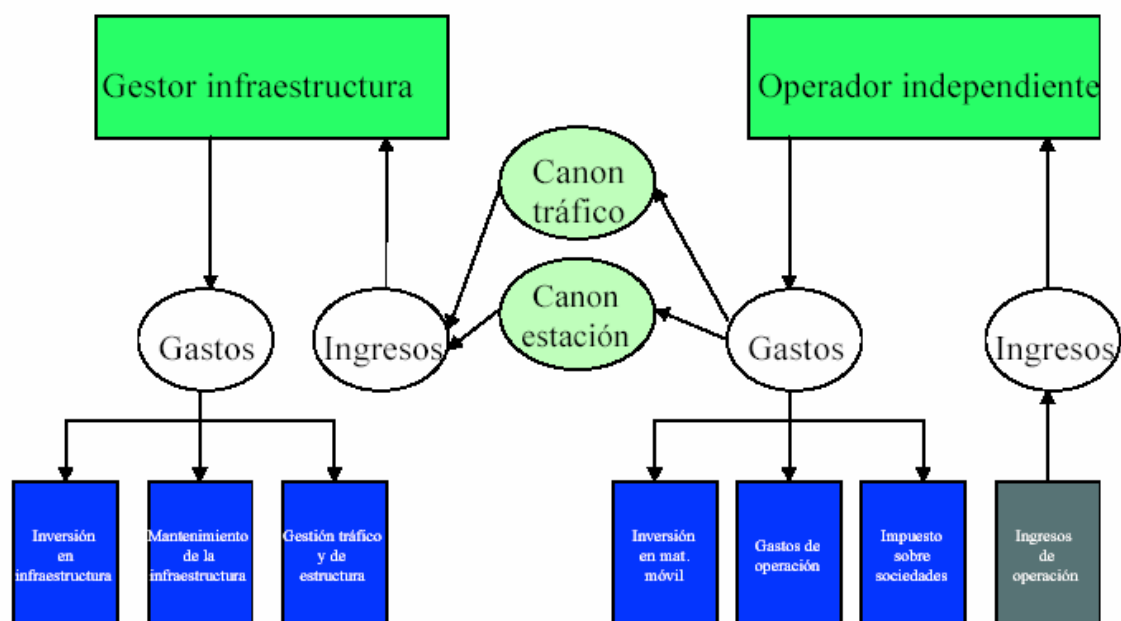 Gestor infraestructura
Operador independiente
Canon
tráfico
Canon
estación
Gastos
Ingresos
Gastos
Ingresos
Inversión
en
infraestructura
Mantenimiento
de la
infraestructura
Gestión tráfico
y de
estructura
Inversión
en mat.
móvil
Gastos de
operación
Impuesto
sobre
sociedades
Ingresos
de
operación